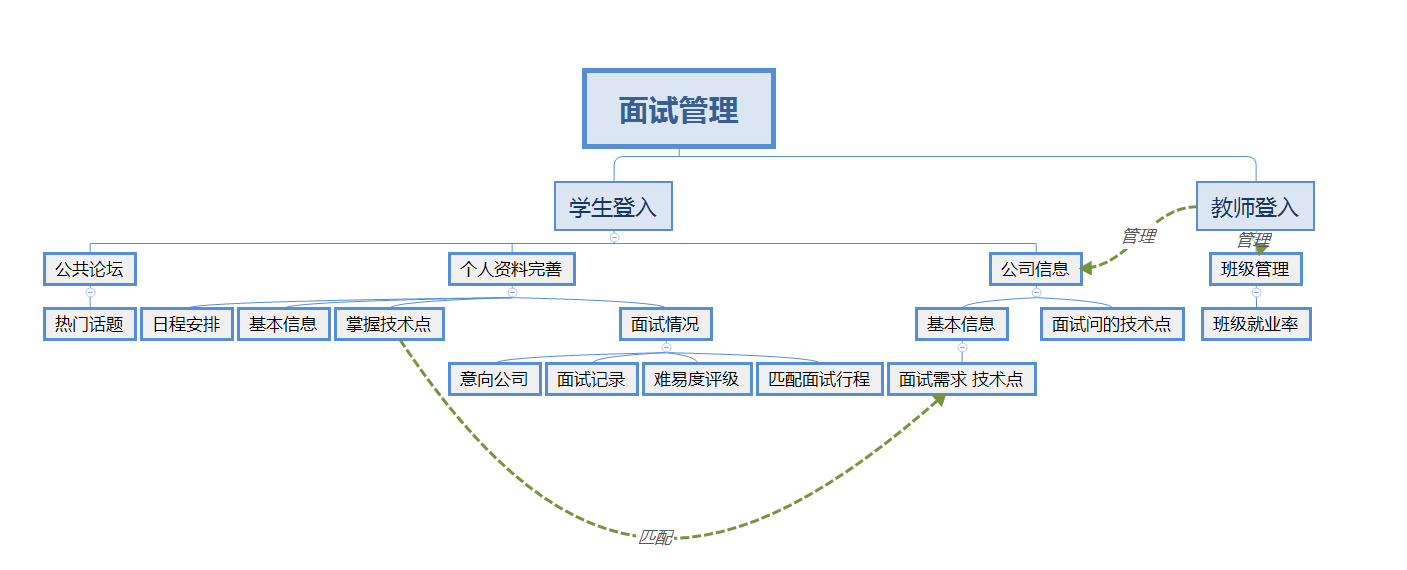 面试管理
学生登入
教师登入
管理
管理
公共论坛
个人资料完善
公司信息
班级管理
热门话题
日程安排
基本信息
掌握技术点
面试情况
基本信息
面试问的技术点
班级就业率
意向公司
面试记录
难易度评级
匹配面试行程
面试需求 技术点
匹配